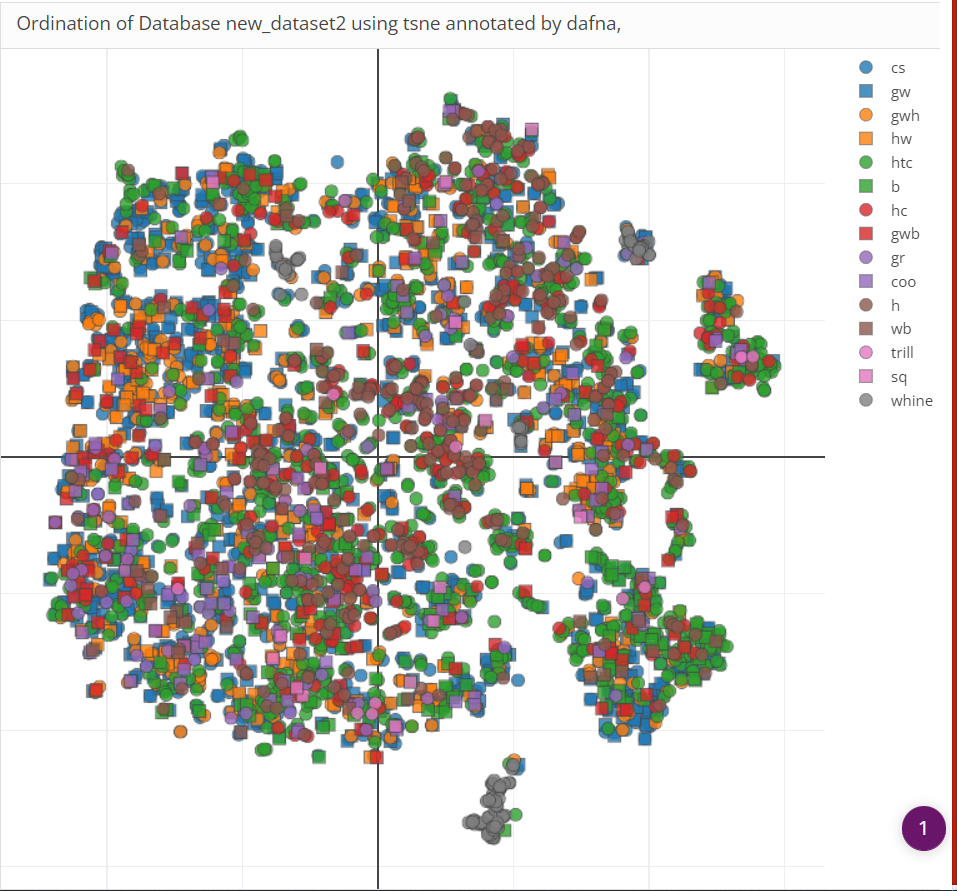 Ordination of Database new_dataset2 using tsne annotated by dafna,
cs
gw
gwh
hw
htc
b
hc
gwb
gr
coo
h
wb
trill
sq
whine
1